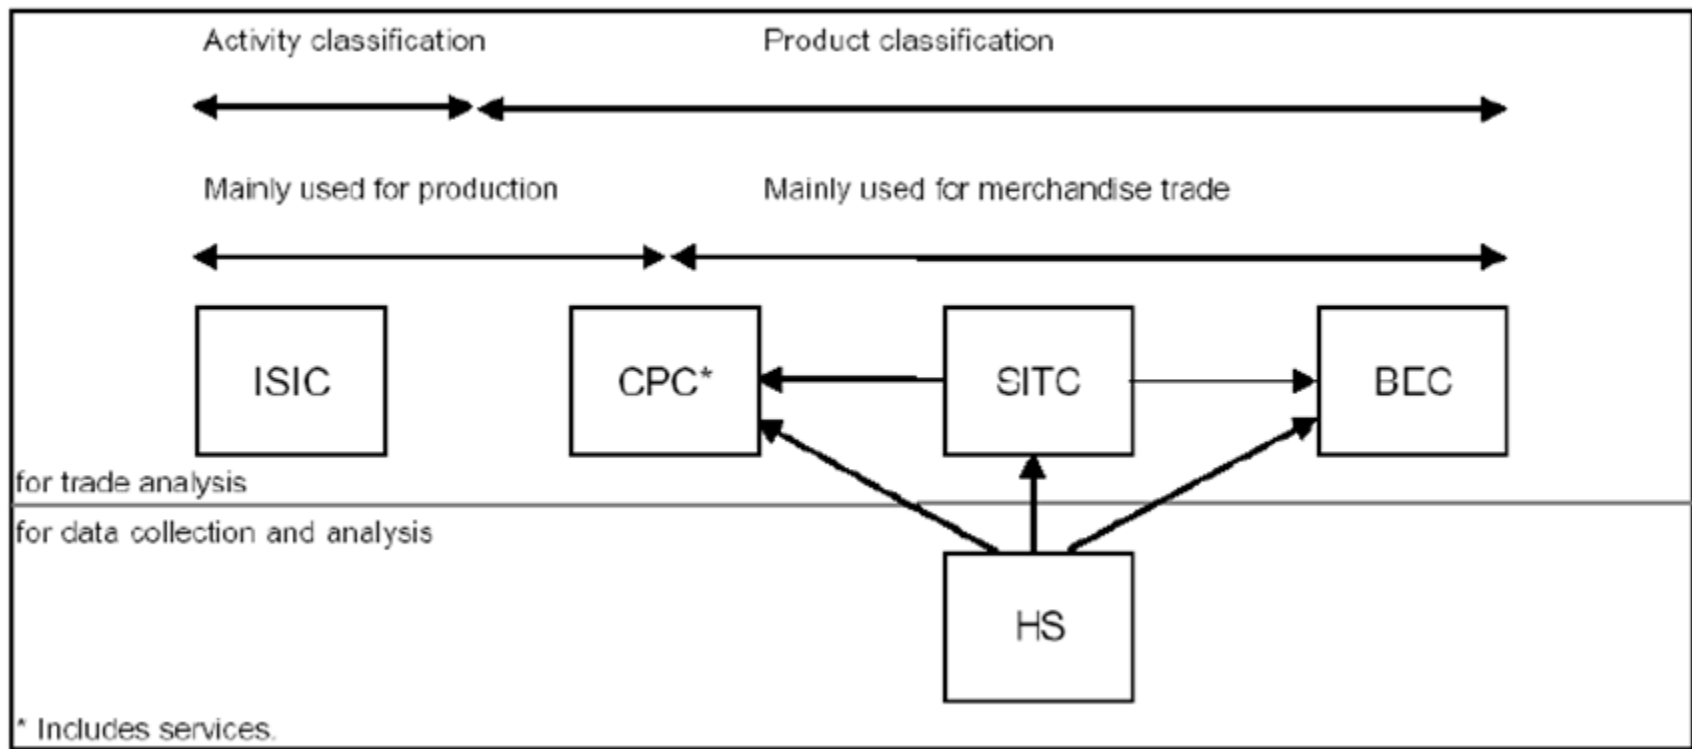 Activity classification
Product classification
Mainly used for production
Mainly used for merchandise trade
ISIC
CPC*
SITC
BEC
for trade analysis
for data collection and analysis
HS
* Includes services.